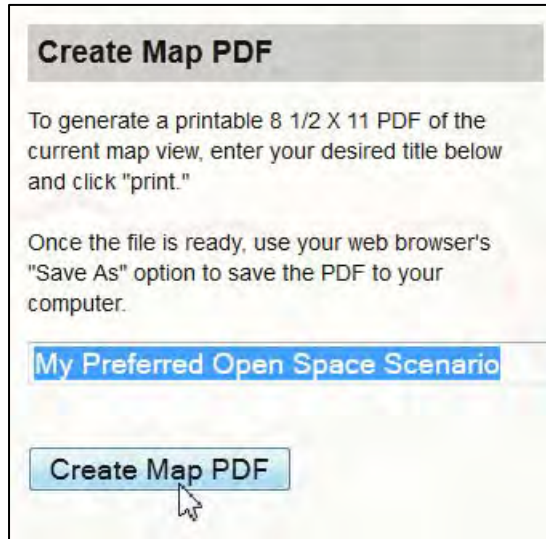 Create Map PDF
To generate a printable 8 1/2 X 11 PDF of the
current map view, enter your desired title below
and click "print."
Once the file is ready, use your web browser's
"Save As" option to save the PDF to your
computer.
My Preferred Open Space Scenario
Create Map PDF